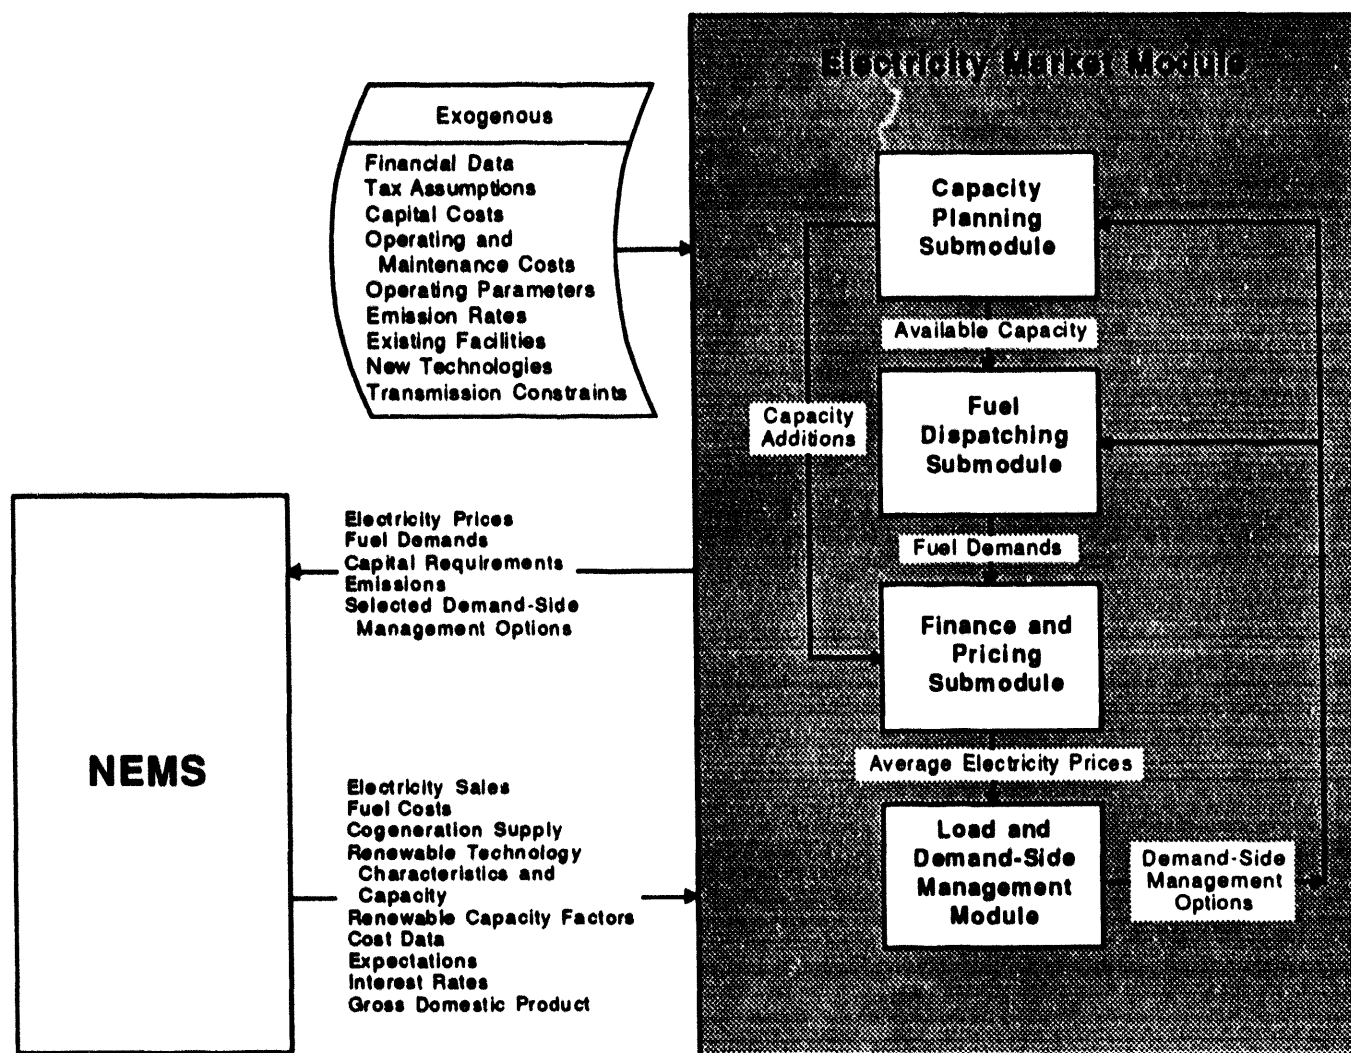 Electricity Market Module
Exogenous
Financial Data
Tax Assumptions
Capital Costs
Operating and
Maintenance Costs
Operating Parameters
Emission Rates
Existing Facilities
New Technologies
Transmission Constraints
Capacity
Planning
Submodule
Available Capacity
Capacity
Additions
Fuel
Dispatching
Submodule
Fuel Demands
Finance and
Pricing
Submodule
Average Electricity Prices
Load and
Demand-Side
Management
Module
Demand-Side
Management
Options
NEMS
Electricity Prices
Fuel Demands
Capital Requirements
Emissions
Selected Demand-Side
Management Options
Electricity Sales
Fuel Costs
Cogeneration Supply
Renewable Technology
Characteristics and
Capacity
Renewable Capacity Factors
Cost Data
Expectations
Interest Rates
Gross Domestic Product